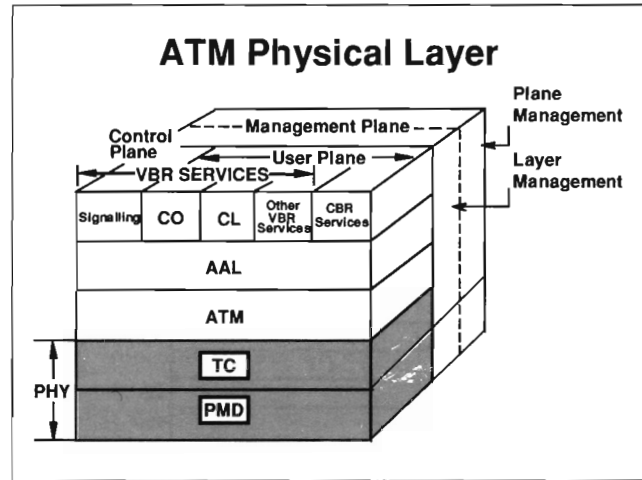 ATM Physical Layer
Plane
Management
Control
Plane
Management Plane
User Plane
Layer
Management
VBR SERVICES
Signalling
CO
CL
Other
VBR
Services
CBR
Services
AAL
ATM
TC
PHY
PMD